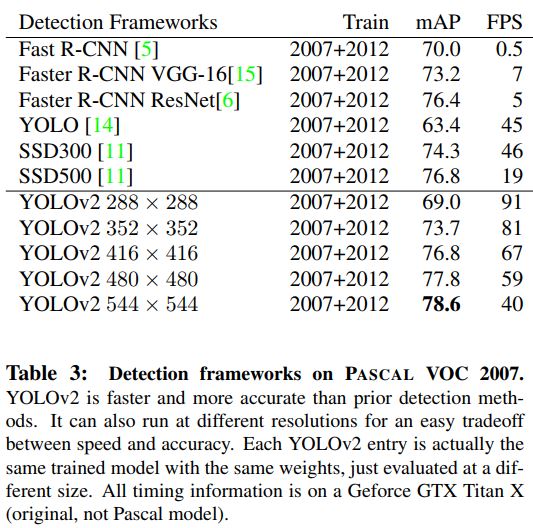 Detection Frameworks Train mAP FPS
Fast R-CNN [5] 2007+2012 70.0 0.5
Faster R-CNN VGG-16[15] 2007+2012 73.2 7
Faster R-CNN ResNet[6] 2007+2012 76.4 5
YOLO [14] 2007+2012 63.4 45
SSD300 [11] 2007+2012 74.3 46
SSD500 [11] 2007+2012 76.8 19
YOLOv2 288 × 288 2007+2012 69.0 91
YOLOv2 352 × 352 2007+2012 73.7 81
YOLOv2 416 × 416 2007+2012 76.8 67
YOLOv2 480 × 480 2007+2012 77.8 59
YOLOv2 544 × 544 2007+2012 78.6 40
Table 3: Detection frameworks on PASCAL VOC 2007.
YOLOv2 is faster and more accurate than prior detection meth-
ods. It can also run at different resolutions for an easy tradeoff
between speed and accuracy. Each YOLOv2 entry is actually the
same trained model with the same weights, just evaluated at a dif-
ferent size. All timing information is on a Geforce GTX Titan X
(original, not Pascal model).